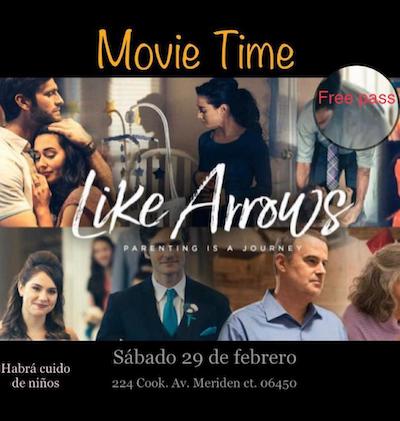 Movie Time
Free pass
Like Arrows
PARENTING IS A JOURNEY
Habrá cuido
de niños
Sábado 29 de febrero
224 Cook. Av. Meriden ct. 06450